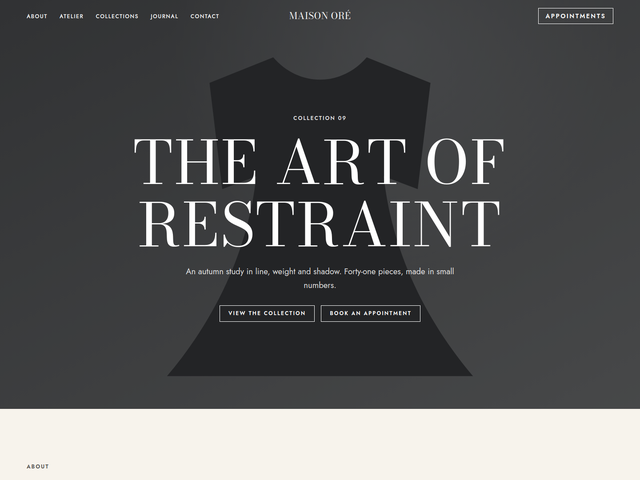 ABOUT
ATELIER
COLLECTIONS
JOURNAL
CONTACT
MAISON ORÉ
APPOINTMENTS
COLLECTION 09
THE ART OF
RESTRAINT
An autumn study in line, weight and shadow. Forty-one pieces, made in small
numbers.
VIEW THE COLLECTION
BOOK AN APPOINTMENT
ABOUT